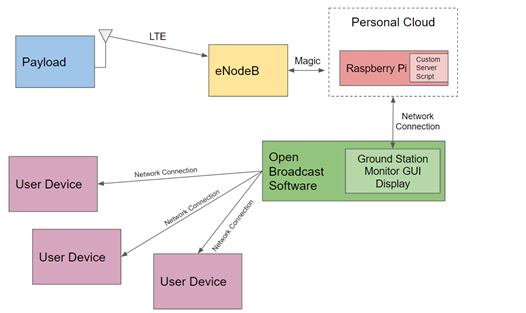 Personal Cloud
LTE
Payload
eNodeB
Magic
Raspberry Pi
Custom
Server
Script
Network
Connection
Open
Broadcast
Software
Ground Station
Monitor GUI
Display
Network Connection
User Device
Network Connection
User Device
Network Connection
User Device